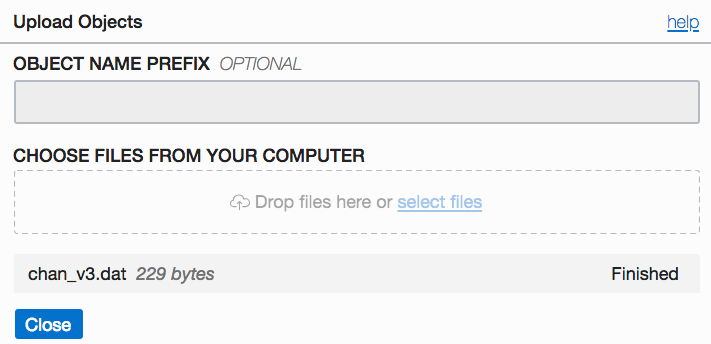 Upload Objects help
OBJECT NAME PREFIX OPTIONAL
CHOOSE FILES FROM YOUR COMPUTER
Drop files here or select files
chan_v3.dat 229 bytes Finished
Close